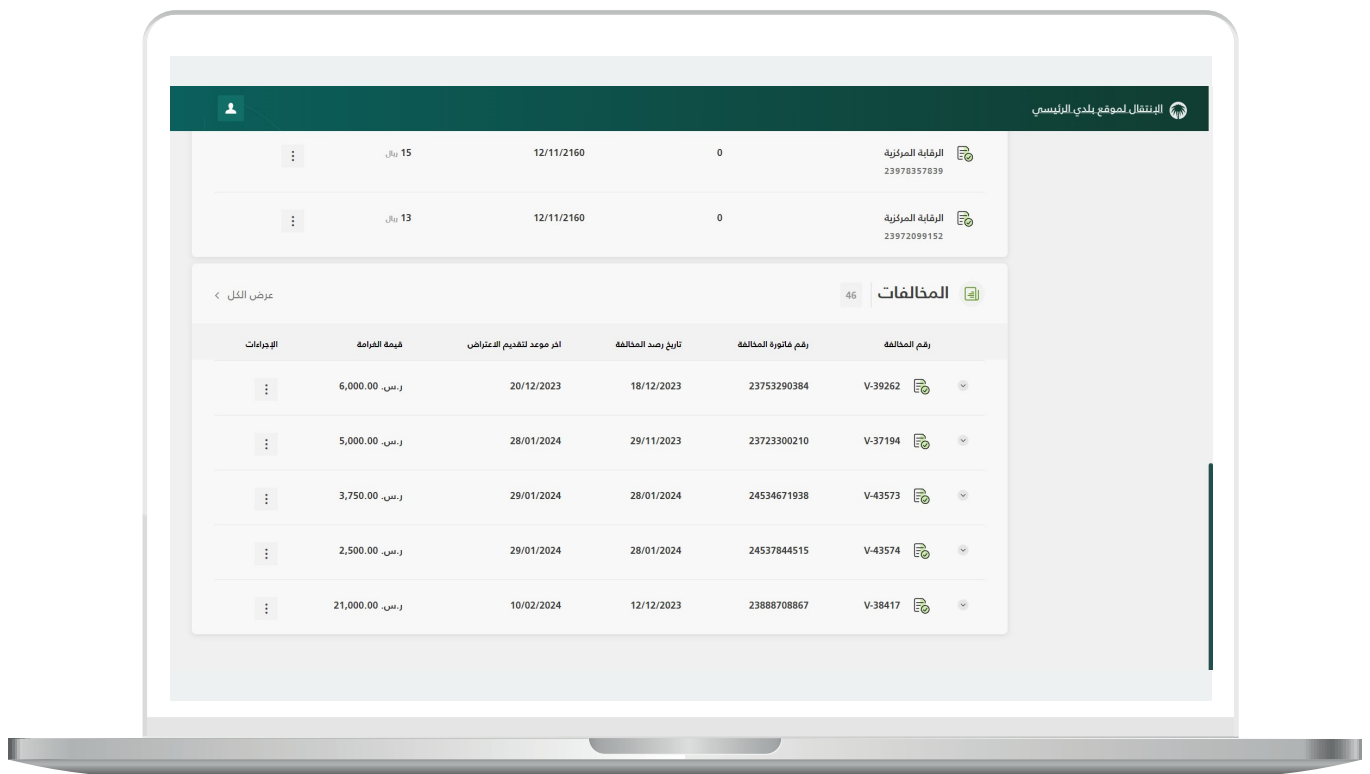 الإنتقال لموقع بلدي الرئيسي
الرقابة المركزية 0 12/11/2160 15 ريال
23978357839
الرقابة المركزية 0 12/11/2160 13 ريال
23972099152
المخالفات 46 عرض الكل
رقم المخالفة رقم فاتورة المخالفة تاريخ رصد المخالفة اخر موعد لتقديم الاعتراض قيمة الغرامة الإجراءات
V-39262 23753290384 18/12/2023 20/12/2023 ر.س. 6,000.00
V-37194 23723300210 29/11/2023 28/01/2024 ر.س. 5,000.00
V-43573 24534671938 28/01/2024 29/01/2024 ر.س. 3,750.00
V-43574 24537844515 28/01/2024 29/01/2024 ر.س. 2,500.00
V-38417 23888708867 12/12/2023 10/02/2024 ر.س. 21,000.00